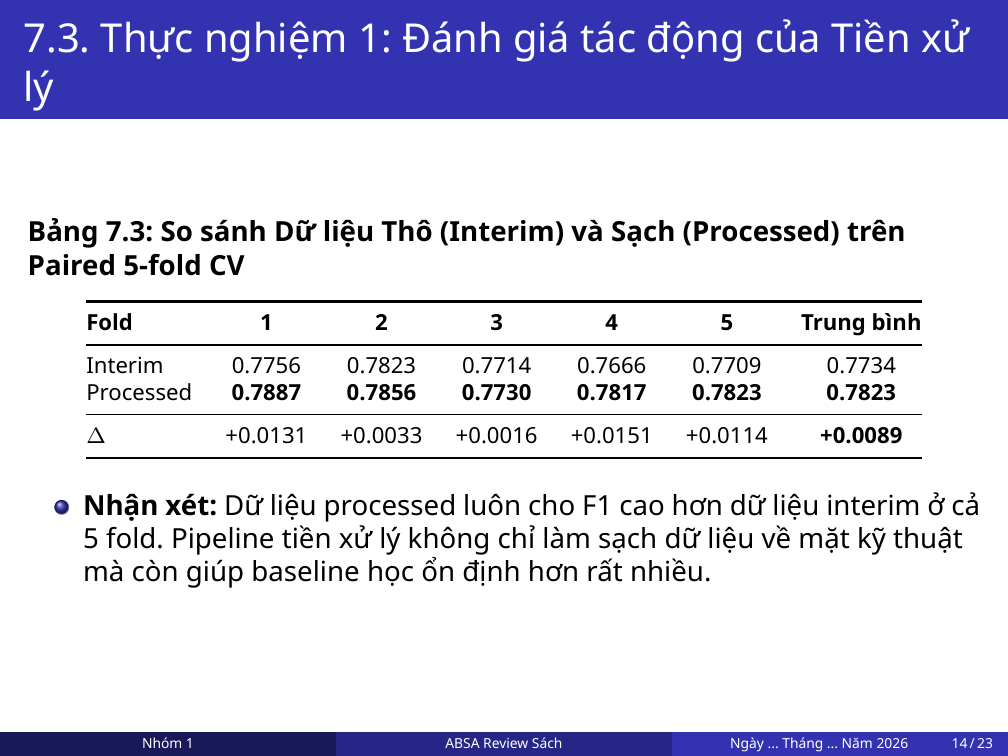 7.3. Thực nghiệm 1: Đánh giá tác động của Tiền xử
lý
Bảng 7.3: So sánh Dữ liệu Thô (Interim) và Sạch (Processed) trên
Paired 5-fold CV
Fold 1 2 3 4 5 Trung bình
Interim 0.7756 0.7823 0.7714 0.7666 0.7709 0.7734
Processed 0.7887 0.7856 0.7730 0.7817 0.7823 0.7823
Δ +0.0131 +0.0033 +0.0016 +0.0151 +0.0114 +0.0089
Nhận xét: Dữ liệu processed luôn cho F1 cao hơn dữ liệu interim ở cả
5 fold. Pipeline tiền xử lý không chỉ làm sạch dữ liệu về mặt kỹ thuật
mà còn giúp baseline học ổn định hơn rất nhiều.
Nhóm 1 ABSA Review Sách Ngày ... Tháng ... Năm 2026 14 / 23